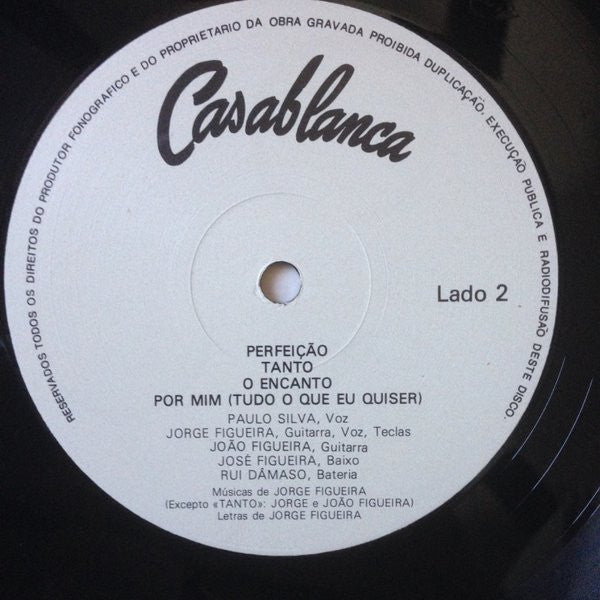 RESERVADOS TODOS OS DIREITOS DO PRODUTOR FONOGRAFICO E DO PROPRIETARIO DA OBRA GRAVADA PROIBIDA DUPLICAÇÃO, EXECUÇÃO PUBLICA E RADIODIFUSÃO DESTE DISCO.
Casablanca
Lado 2
PERFEIÇÃO
TANTO
O ENCANTO
POR MIM (TUDO O QUE EU QUISER)
PAULO SILVA, Voz
JORGE FIGUEIRA, Guitarra, Voz, Teclas
JOÃO FIGUEIRA, Guitarra
JOSÉ FIGUEIRA, Baixo
RUI DÂMASO, Bateria
Músicas de JORGE FIGUEIRA
(Excepto «TANTO»: JORGE e JOÃO FIGUEIRA)
Letras de JORGE FIGUEIRA